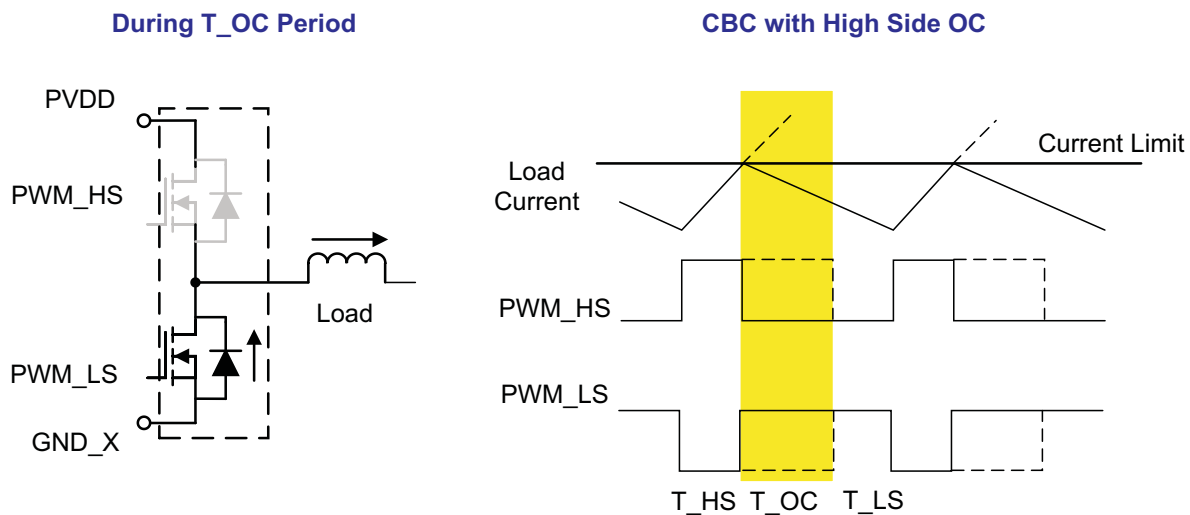 During T_OC Period
PVDD
PWM_HS
Load
PWM_LS
GND_X
CBC with High Side OC
Current Limit
Load
Current
PWM_HS
PWM_LS
T_HS T_OC T_LS